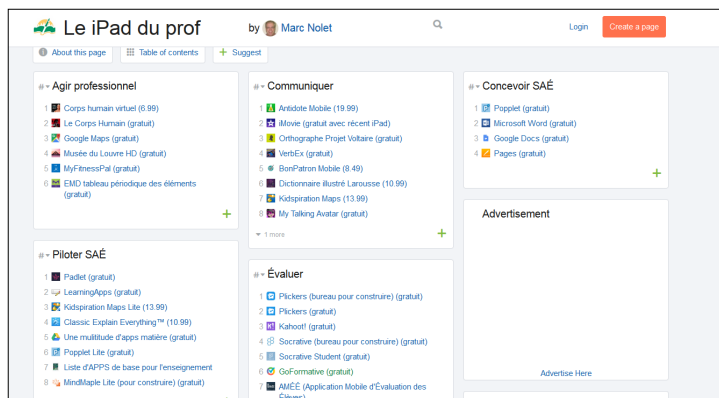 Le iPad du prof
by Marc Nolet
Login
Create a page
About this page
Table of contents
+ Suggest
# Agir professionnel
1 Corps humain virtuel (6.99)
2 Le Corps Humain (gratuit)
3 Google Maps (gratuit)
4 Musée du Louvre HD (gratuit)
5 MyFitnessPal (gratuit)
6 EMD tableau périodique des éléments
(gratuit)
+
# Communiquer
1 Antidote Mobile (19.99)
2 iMovie (gratuit avec récent iPad)
3 Orthographe Projet Voltaire (gratuit)
4 VerbEx (gratuit)
5 BonPatron Mobile (8.49)
6 Dictionnaire illustré Larousse (10.99)
7 Kidspiration Maps (13.99)
8 My Talking Avatar (gratuit)
1 more
+
# Concevoir SAÉ
1 Popplet (gratuit)
2 Microsoft Word (gratuit)
3 Google Docs (gratuit)
4 Pages (gratuit)
+
Advertisement
Advertise Here
# Piloter SAÉ
1 Padlet (gratuit)
2 LearningApps (gratuit)
3 Kidspiration Maps Lite (13.99)
4 Classic Explain Everything™ (10.99)
5 Une mulititude d'apps matière (gratuit)
6 Popplet Lite (gratuit)
7 Liste d'APPS de base pour l'enseignement
8 MindMaple Lite (pour construire) (gratuit)
# Évaluer
1 Plickers (bureau pour construire) (gratuit)
2 Plickers (gratuit)
3 Kahoot! (gratuit)
4 Socrative (bureau pour construire) (gratuit)
5 Socrative Student (gratuit)
6 GoFormative (gratuit)
7 AMÉÉ (Application Mobile d'Évaluation des
Élèves)